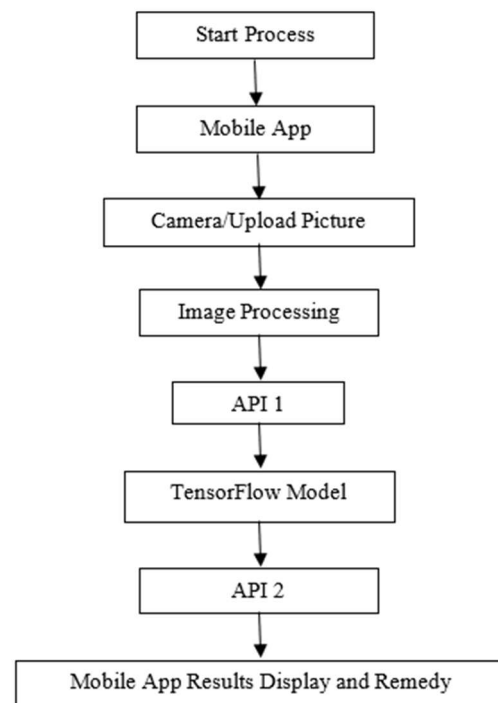 Start Process
Mobile App
Camera/Upload Picture
Image Processing
API 1
TensorFlow Model
API 2
Mobile App Results Display and Remedy